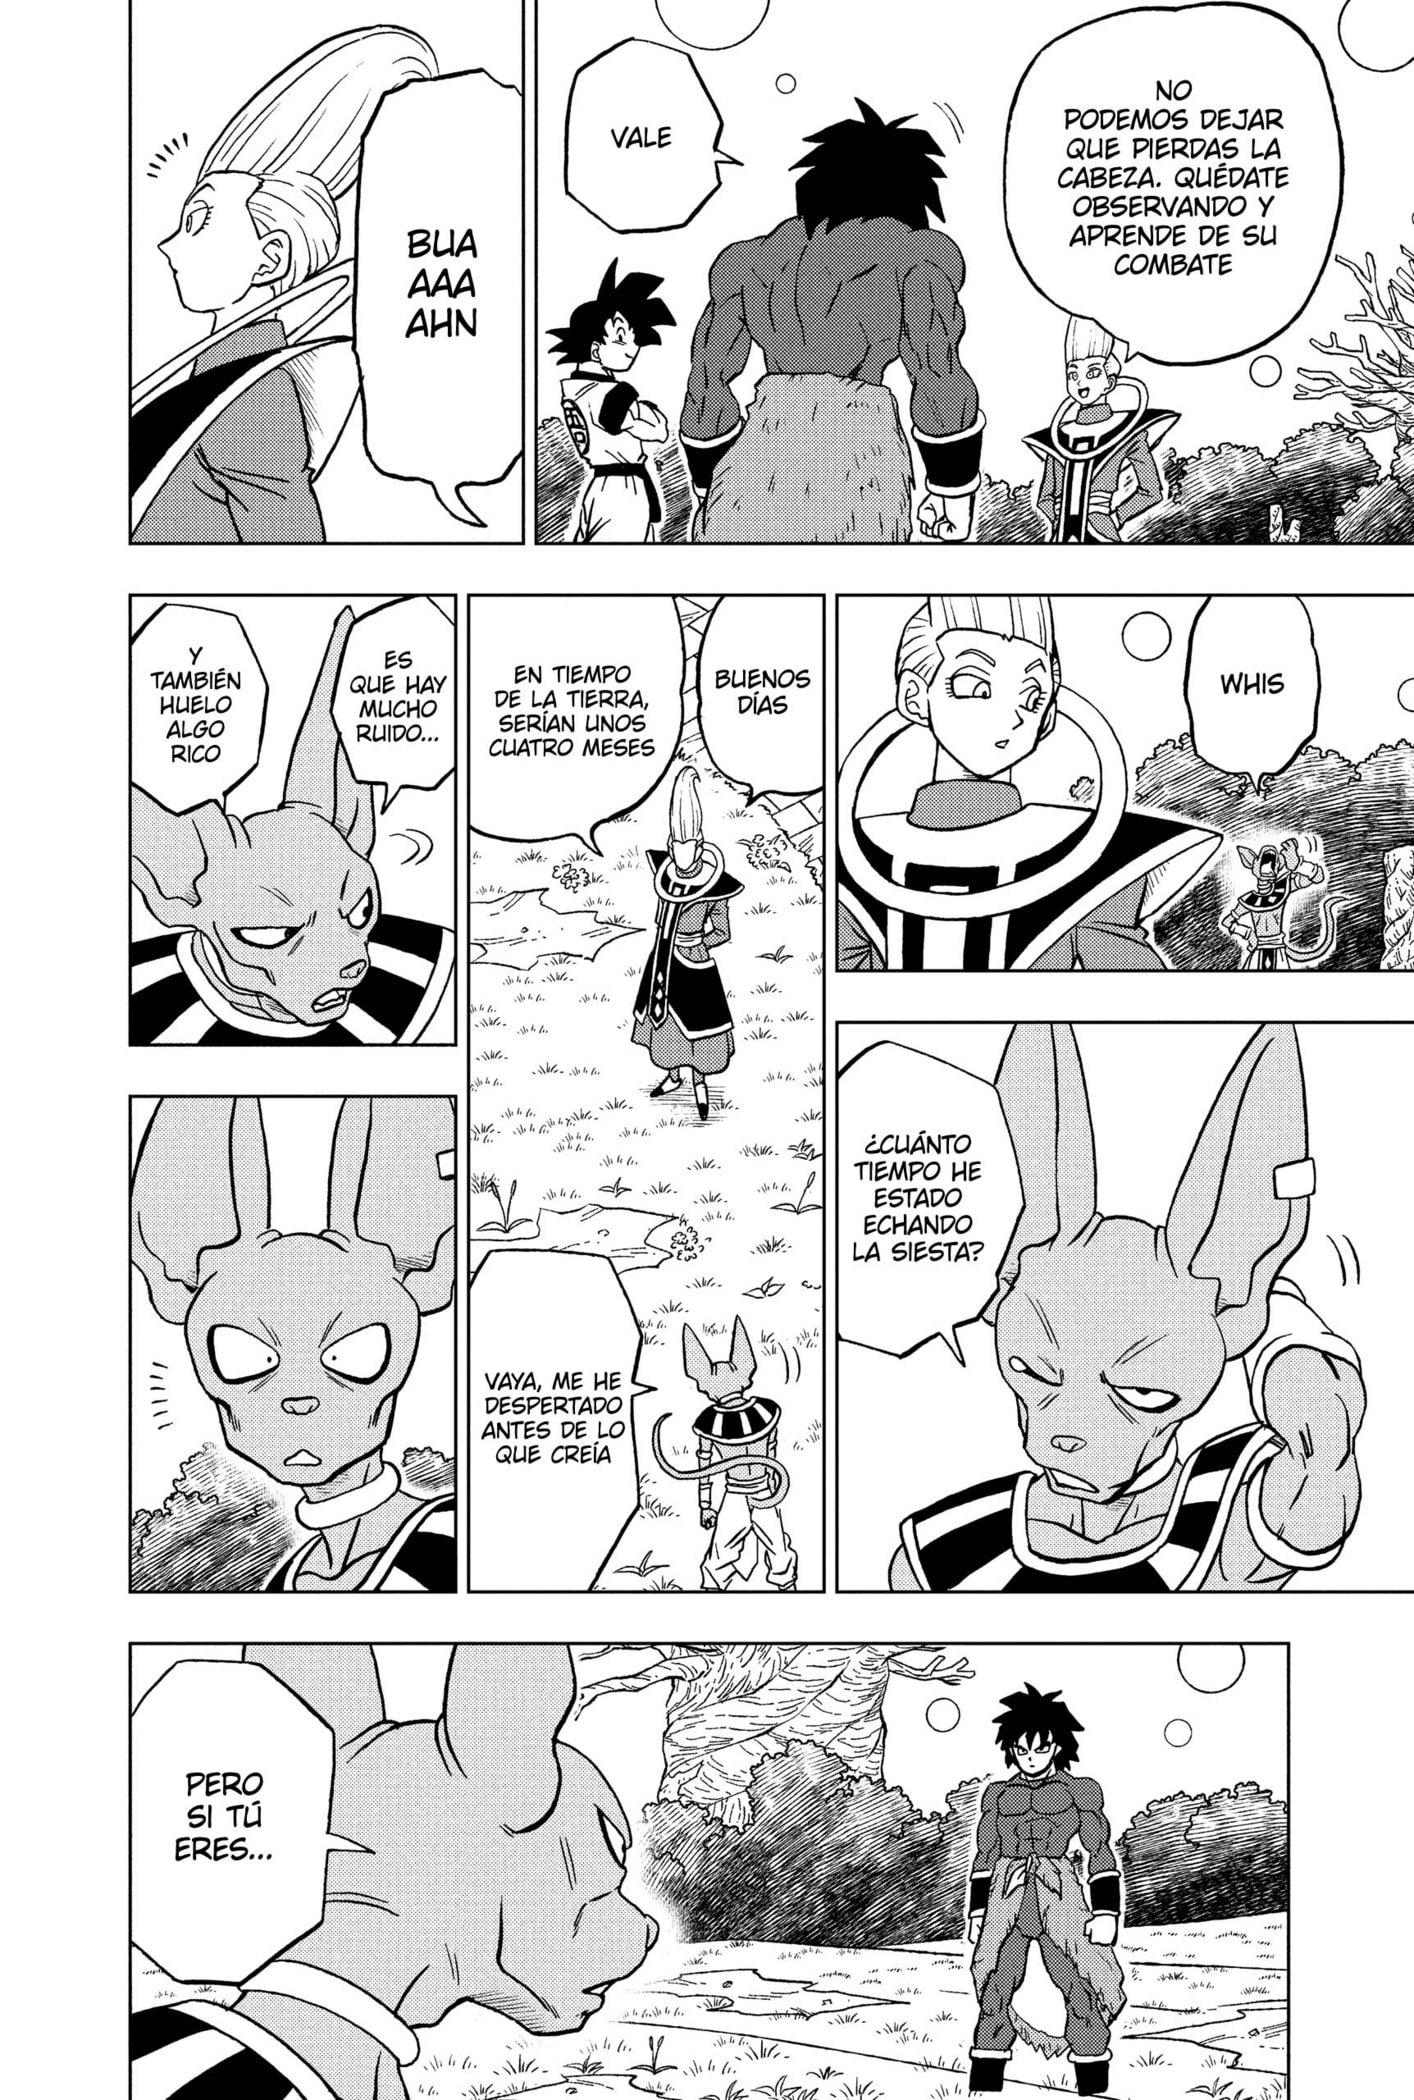 NO
PODEMOS DEJAR
QUE PIERDAS LA
CABEZA. QUÉDATE
OBSERVANDO Y
APRENDE DE SU
COMBATE
VALE
BUA
AAA
AHN
WHIS
¿CUÁNTO
TIEMPO HE
ESTADO
ECHANDO
LA SIESTA?
BUENOS
DÍAS
EN TIEMPO
DE LA TIERRA,
SERÍAN UNOS
CUATRO MESES
VAYA, ME HE
DESPERTADO
ANTES DE LO
QUE CREÍA
ES
QUE HAY
MUCHO
RUIDO...
Y
TAMBIÉN
HUELO
ALGO
RICO
PERO
SI TÚ
ERES...